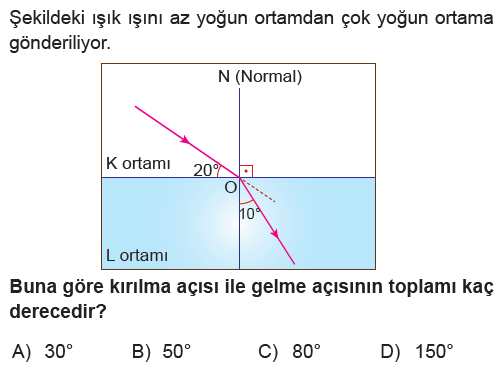 Şekildeki ışık ışını az yoğun ortamdan çok yoğun ortama
gönderiliyor.
N (Normal)
K ortamı
20°
O
10°
L ortamı
Buna göre kırılma açısı ile gelme açısının toplamı kaç
derecedir?
A) 30° B) 50° C) 80° D) 150°